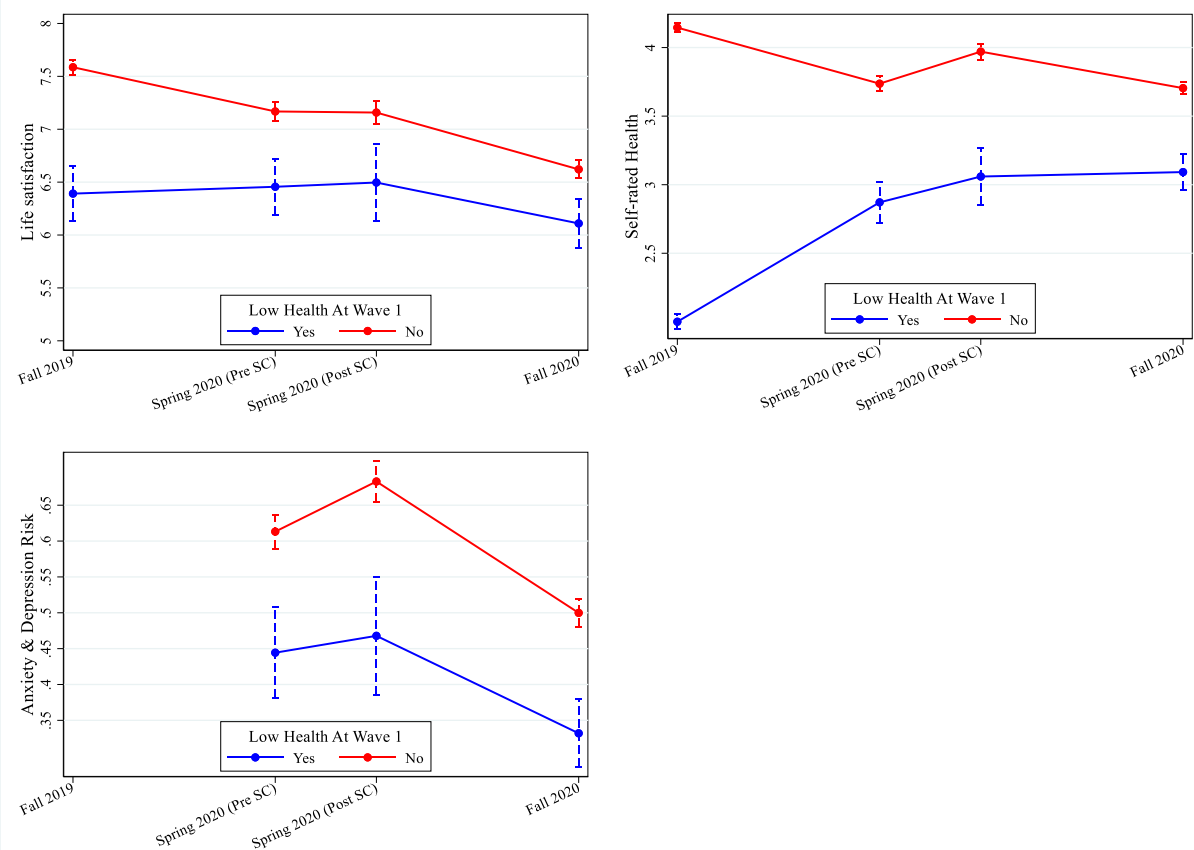 Life satisfaction
8
7.5
7
6.5
6
5.5
5
Low Health At Wave 1
Yes No
Fall 2019
Spring 2020 (Pre SC)
Spring 2020 (Post SC)
Fall 2020
Self-rated Health
4
3.5
3
2.5
Low Health At Wave 1
Yes No
Fall 2019
Spring 2020 (Pre SC)
Spring 2020 (Post SC)
Fall 2020
Anxiety & Depression Risk
.65
.6
.55
.5
.45
.4
.35
Low Health At Wave 1
Yes No
Fall 2019
Spring 2020 (Pre SC)
Spring 2020 (Post SC)
Fall 2020